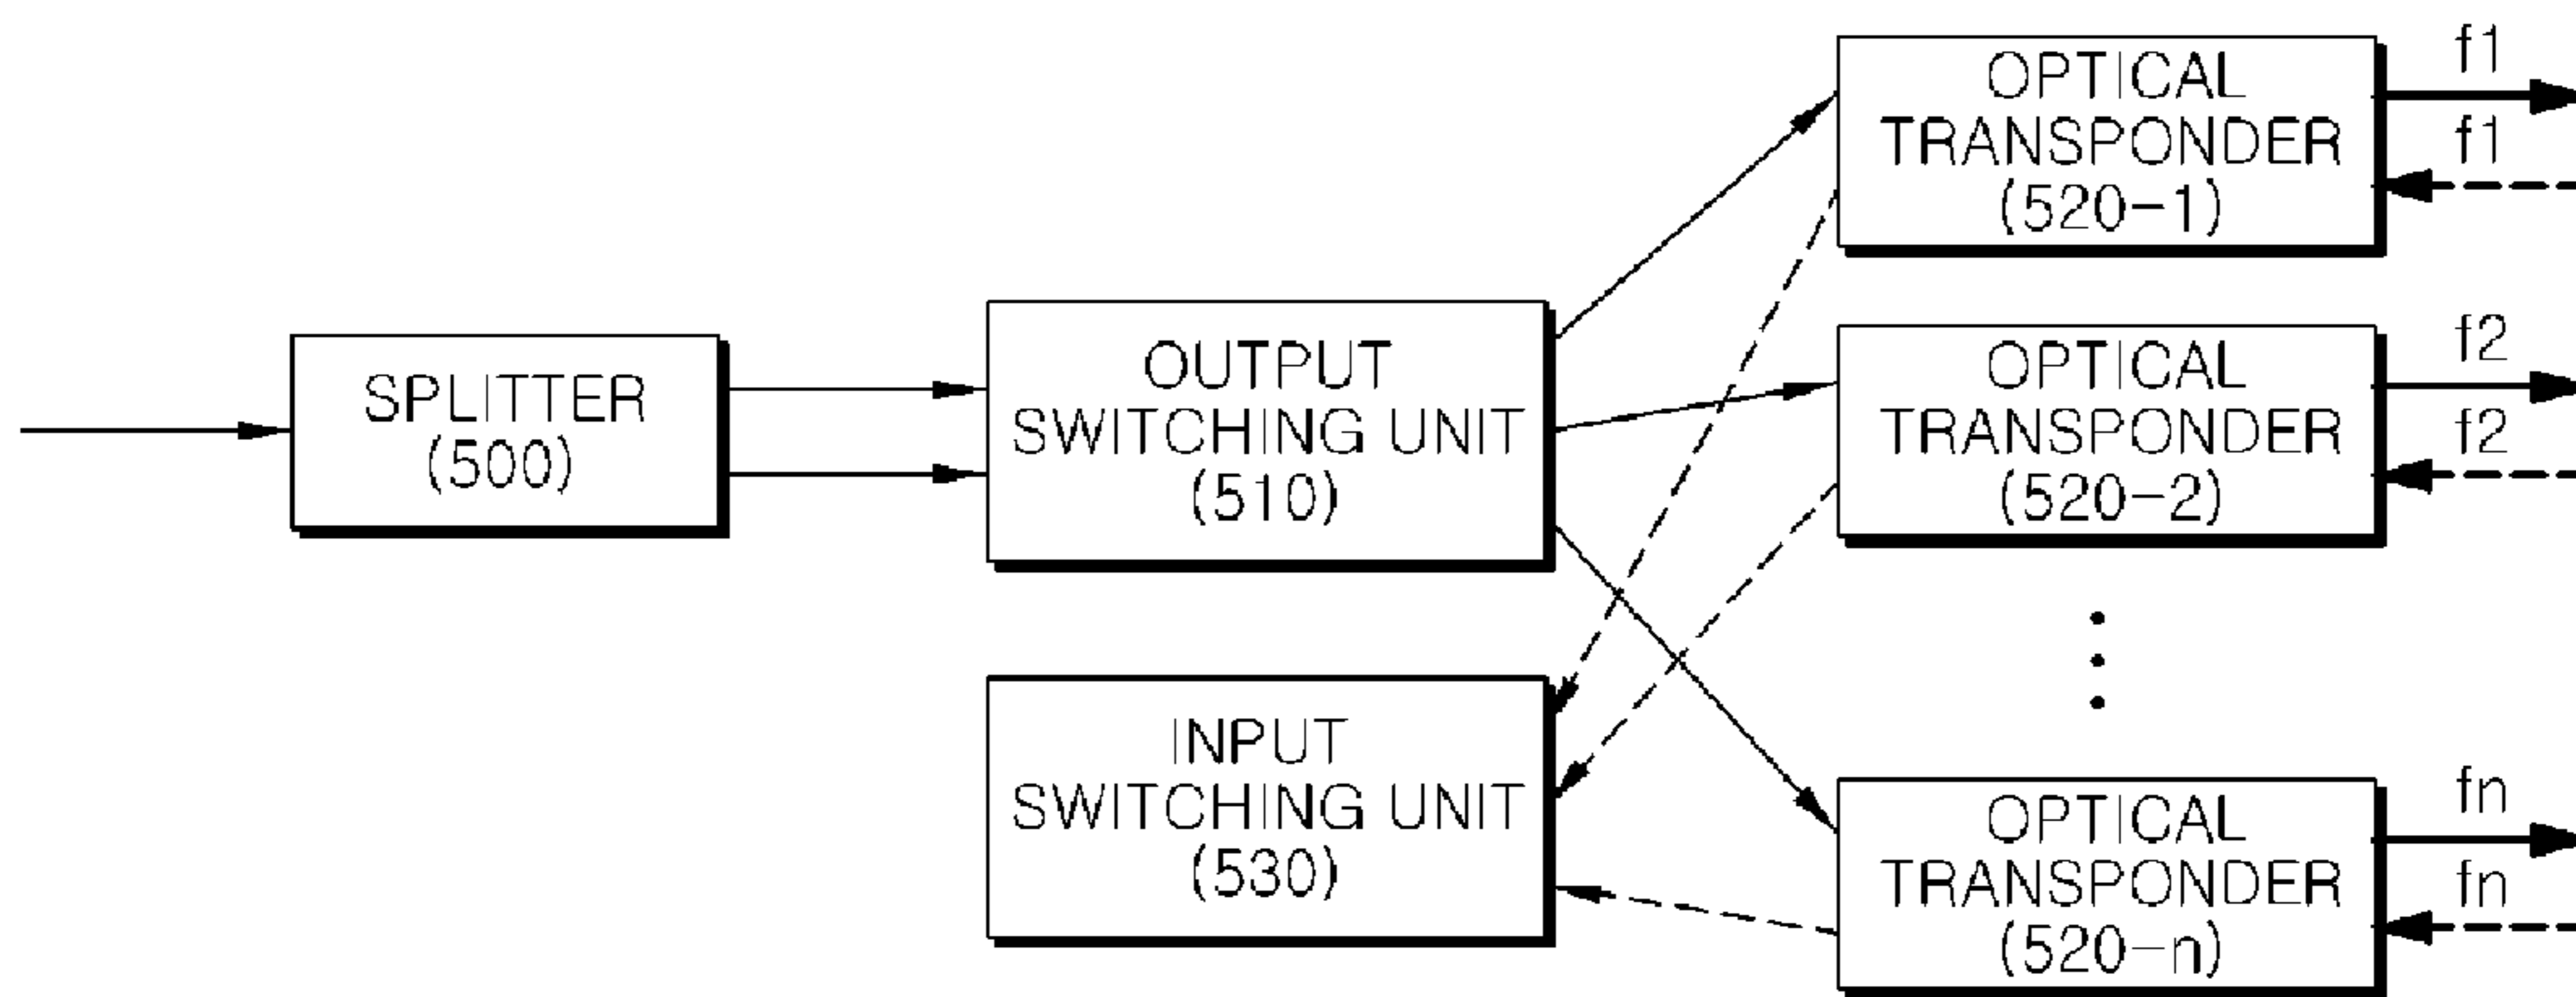 SPLITTER
(500)
OUTPUT
SWITCHING UNIT
(510)
INPUT
SWITCHING UNIT
(530)
OPTICAL
TRANSPONDER
(520-1)
f1
f1
OPTICAL
TRANSPONDER
(520-2)
f2
f2
OPTICAL
TRANSPONDER
(520-n)
fn
fn